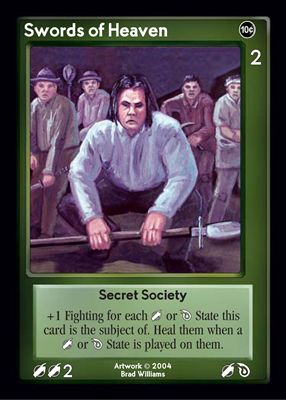 Swords of Heaven
10¢
2
Secret Society
+1 Fighting for each or State this
card is the subject of. Heal them when a
or State is played on them.
2
Artwork © 2004
Brad Williams